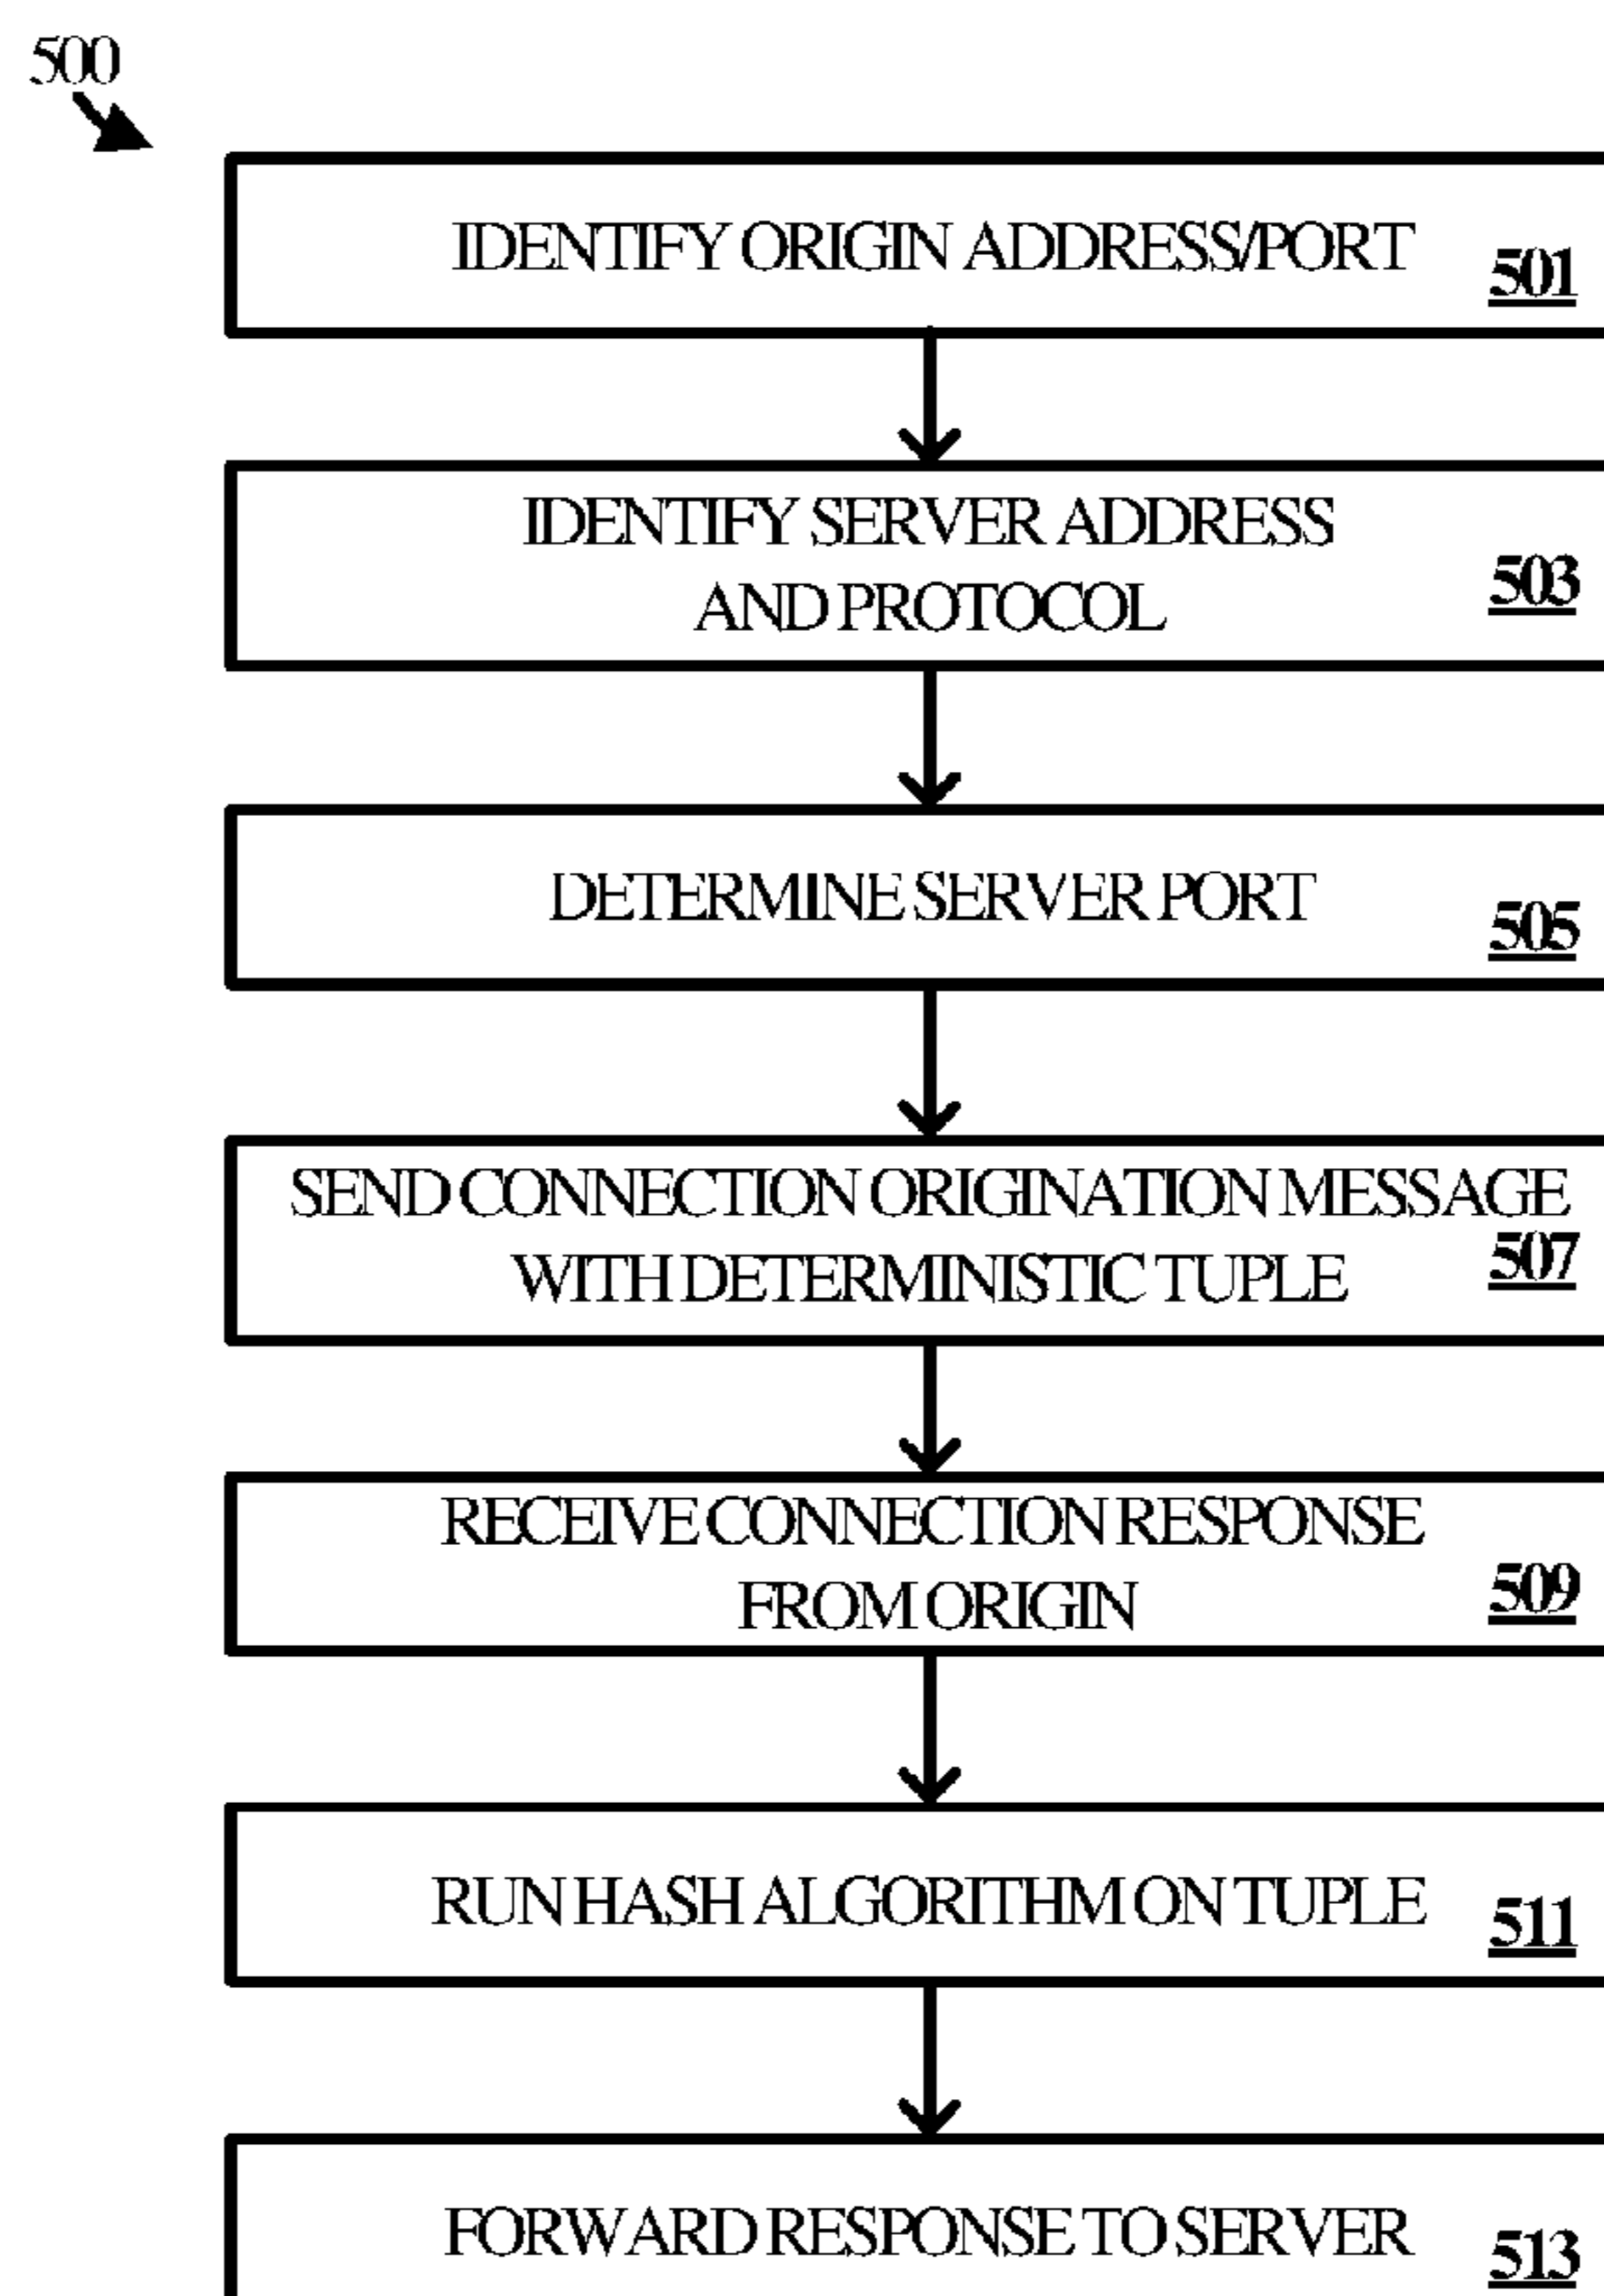 500
IDENTIFY ORIGIN ADDRESS/PORT
501
IDENTIFY SERVER ADDRESS
AND PROTOCOL
503
DETERMINE SERVER PORT
505
SEND CONNECTION ORIGINATION MESSAGE
WITH DETERMINISTIC TUPLE
507
RECEIVE CONNECTION RESPONSE
FROM ORIGIN
509
RUN HASH ALGORITHM ON TUPLE
511
FORWARD RESPONSE TO SERVER
513